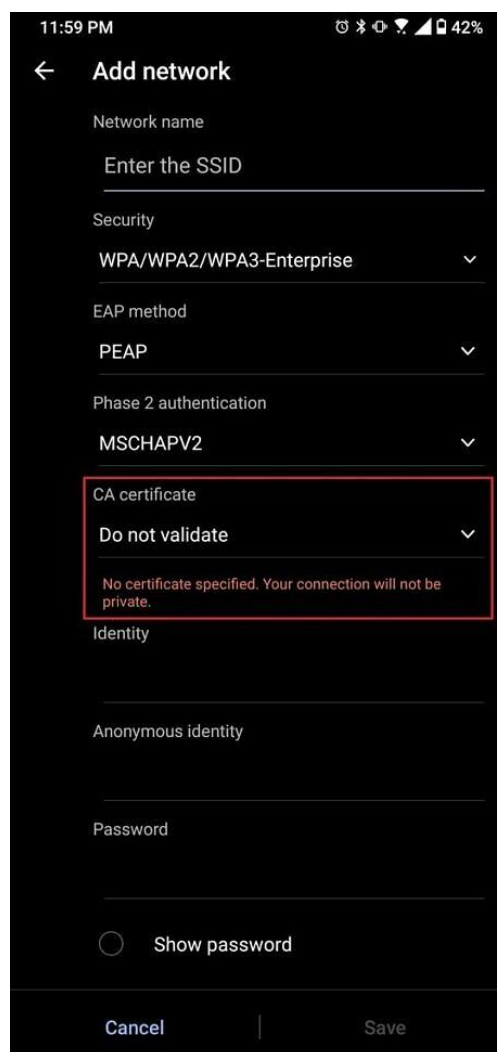 11:59 PM 42%
Add network
Network name
Enter the SSID
Security
WPA/WPA2/WPA3-Enterprise
EAP method
PEAP
Phase 2 authentication
MSCHAPV2
CA certificate
Do not validate
No certificate specified. Your connection will not be
private.
Identity
Anonymous identity
Password
Show password
Cancel Save